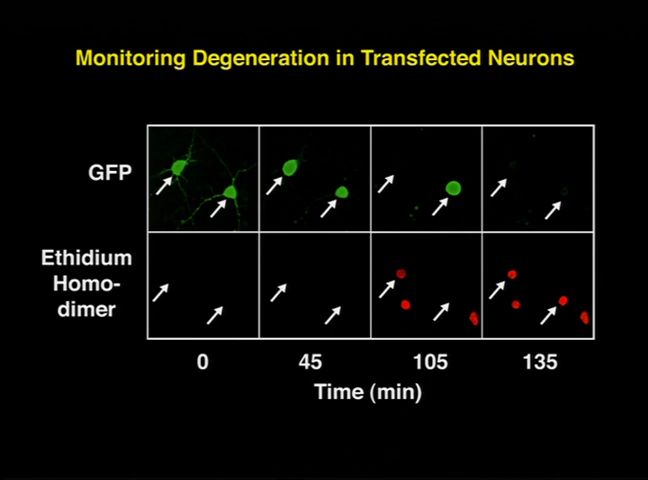 Monitoring Degeneration in Transfected Neurons
GFP
Ethidium
Homo-
dimer
0 45 105 135
Time (min)